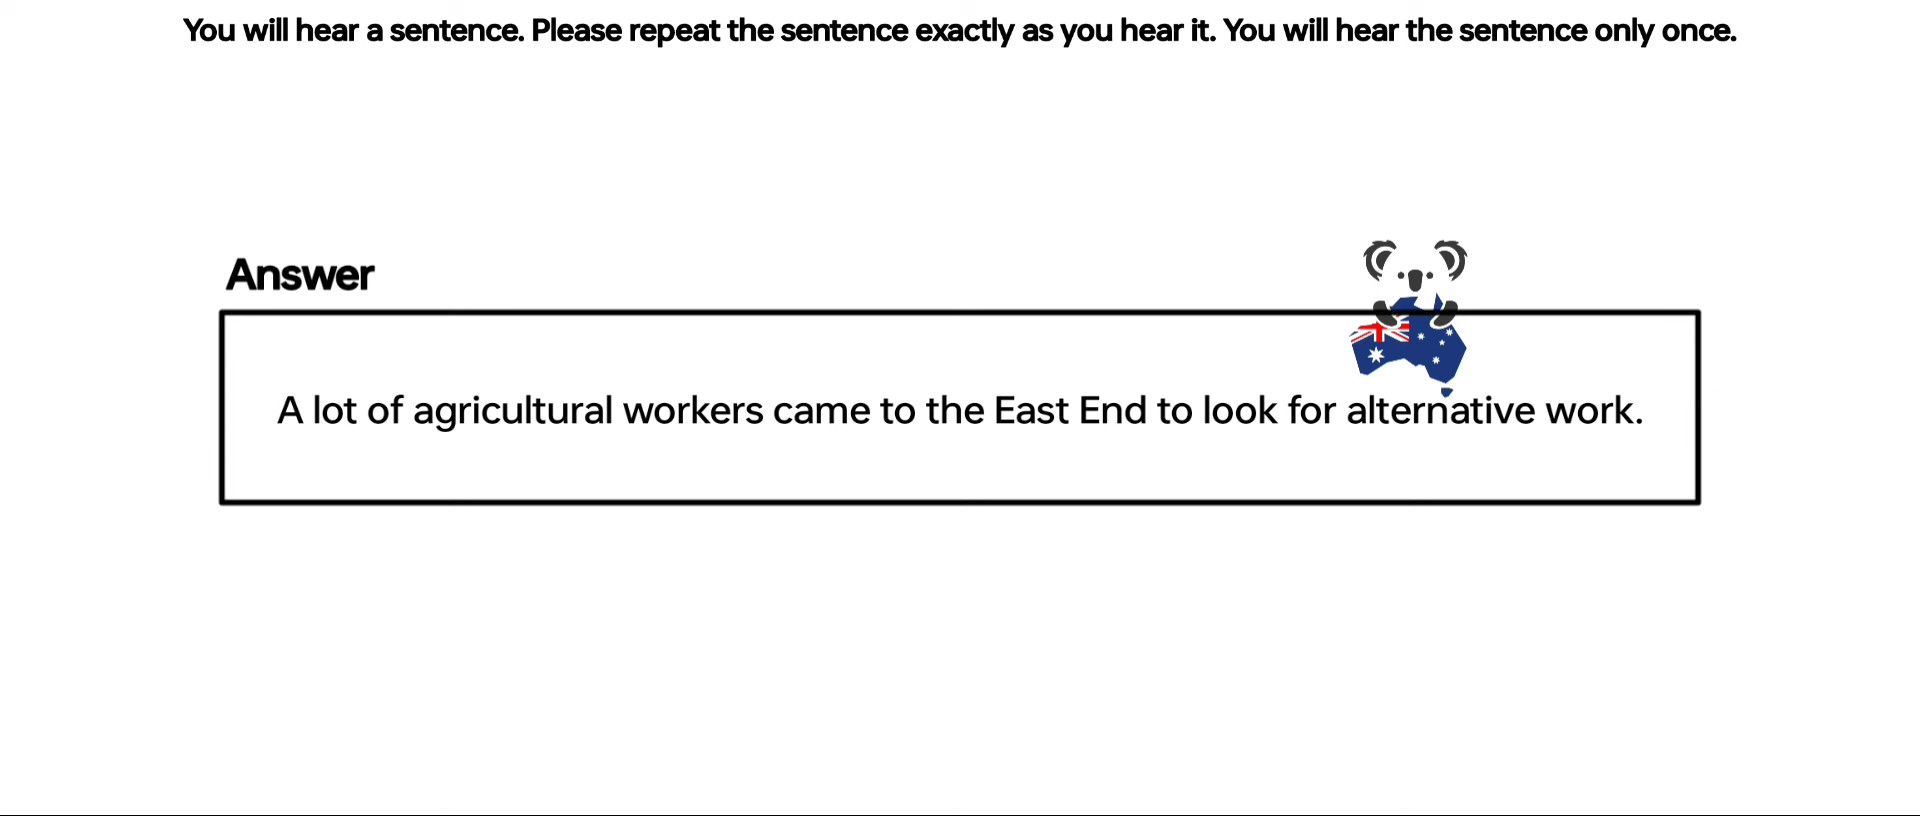 You will hear a sentence. Please repeat the sentence exactly as you hear it. You will hear the sentence only once.
Answer
A lot of agricultural workers came to the East End to look for alternative work.